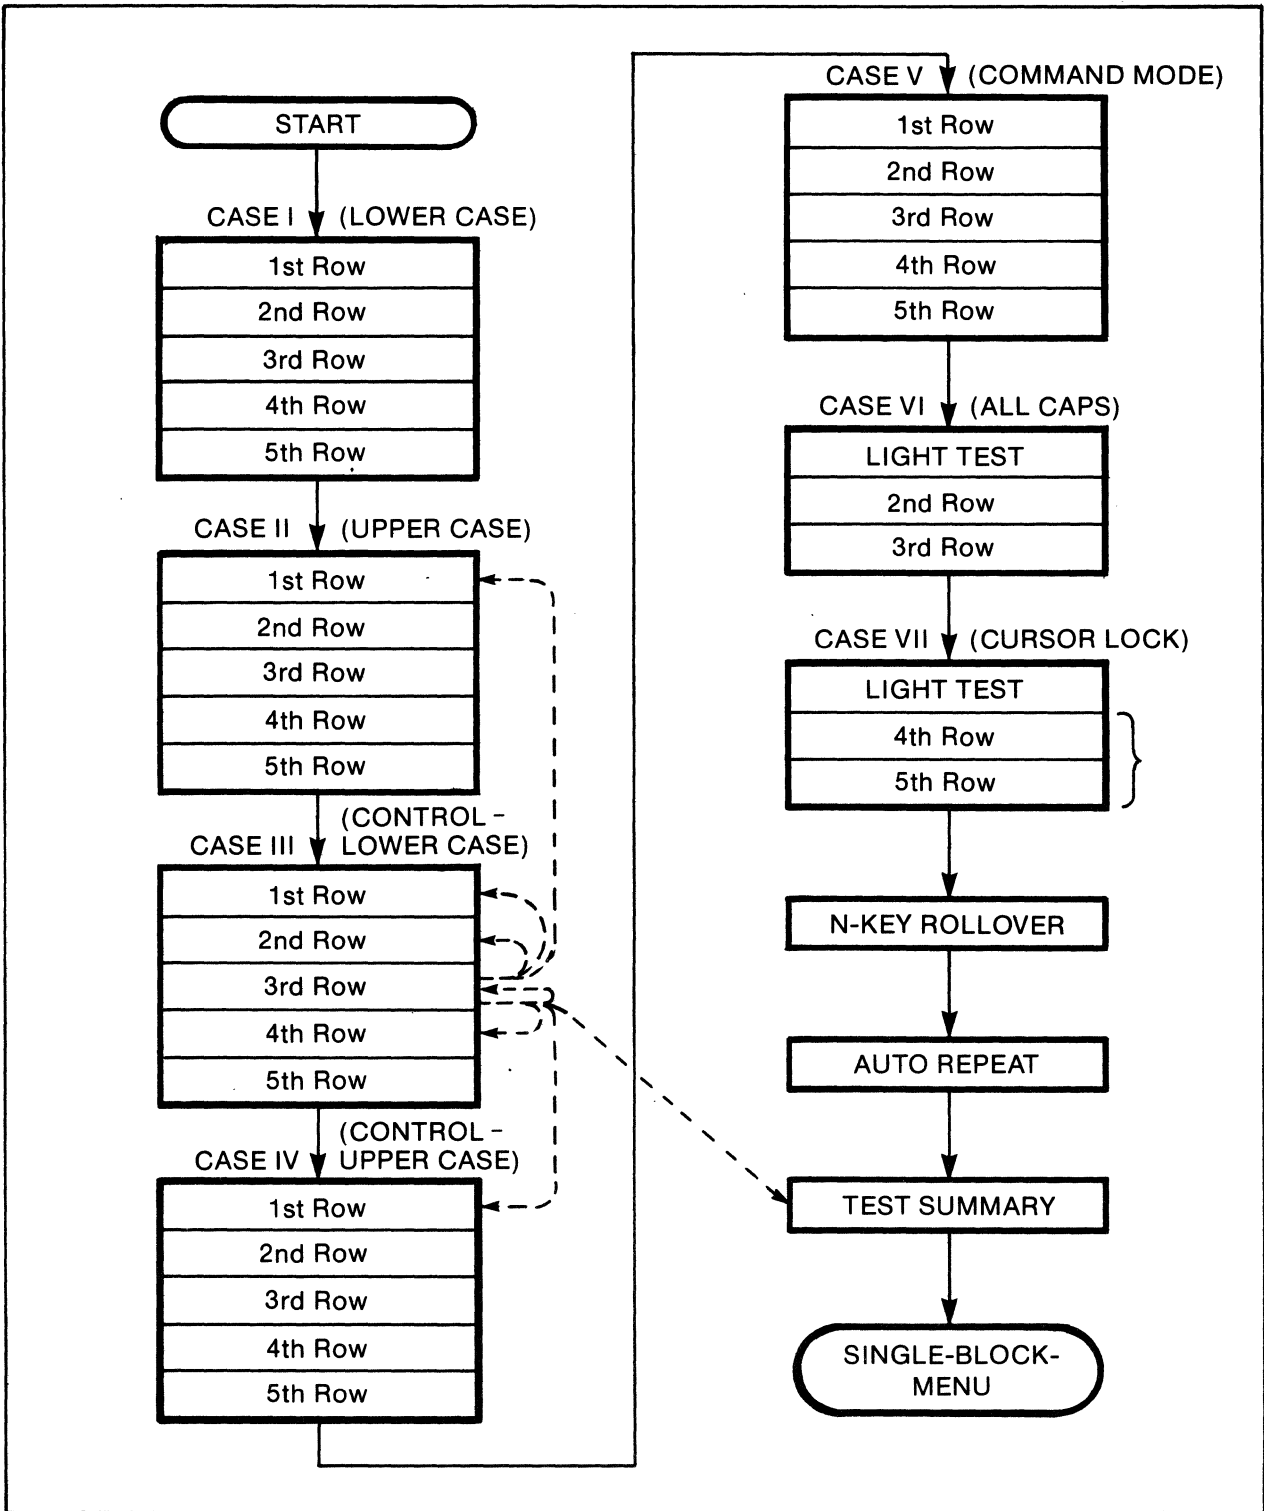 START
CASE I (LOWER CASE)
1st Row
2nd Row
3rd Row
4th Row
5th Row
CASE II (UPPER CASE)
1st Row
2nd Row
3rd Row
4th Row
5th Row
(CONTROL -
CASE III LOWER CASE)
1st Row
2nd Row
3rd Row
4th Row
5th Row
(CONTROL -
CASE IV UPPER CASE)
1st Row
2nd Row
3rd Row
4th Row
5th Row
CASE V (COMMAND MODE)
1st Row
2nd Row
3rd Row
4th Row
5th Row
CASE VI (ALL CAPS)
LIGHT TEST
2nd Row
3rd Row
CASE VII (CURSOR LOCK)
LIGHT TEST
4th Row
5th Row
N-KEY ROLLOVER
AUTO REPEAT
TEST SUMMARY
SINGLE-BLOCK-
MENU